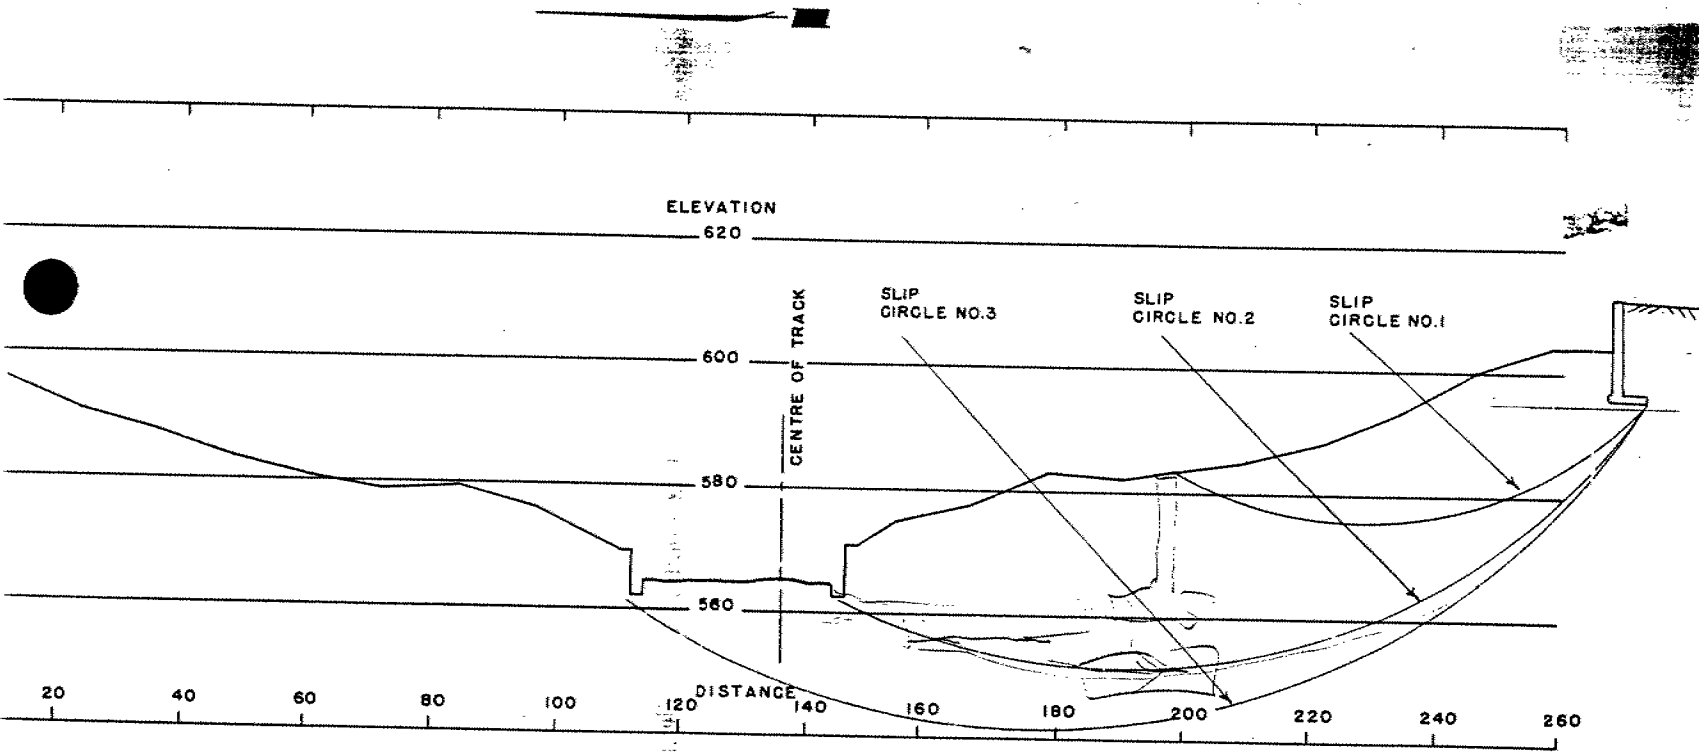 ELEVATION
620
SLIP
CIRCLE NO.3
SLIP
CIRCLE NO.2
SLIP
CIRCLE NO.1
CENTRE OF TRACK
600
580
560
DISTANCE
20 40 60 80 100 120 140 160 180 200 220 240 260